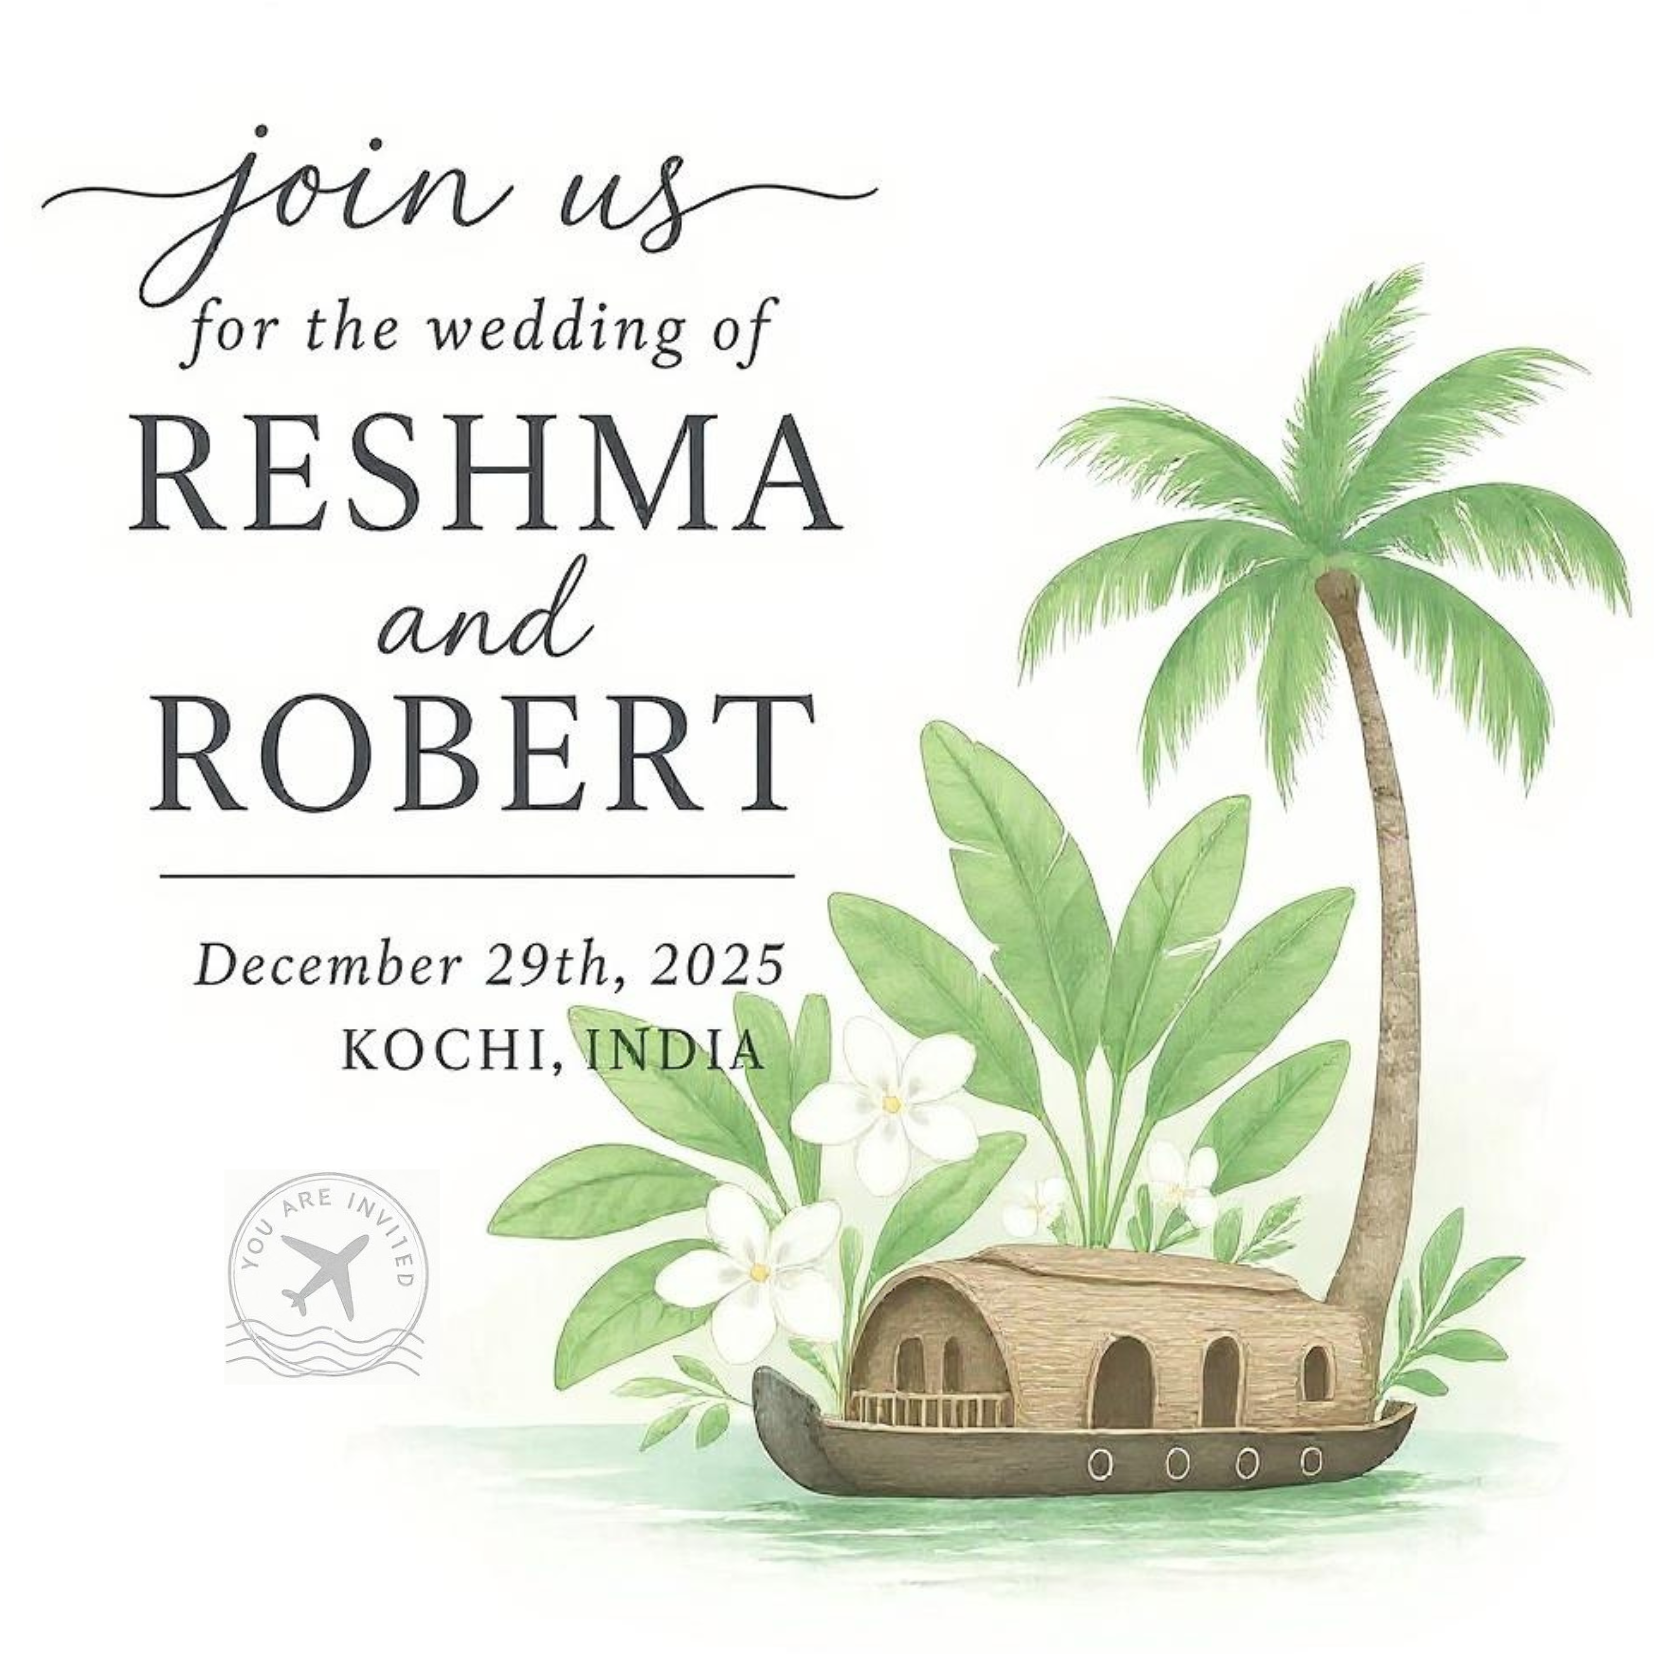 join us
for the wedding of
RESHMA
and
ROBERT
December 29th, 2025
KOCHI, INDIA
YOU ARE INVITED